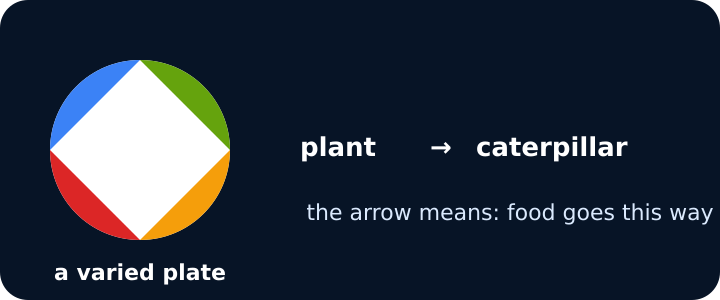 plant → caterpillar
the arrow means: food goes this way
a varied plate